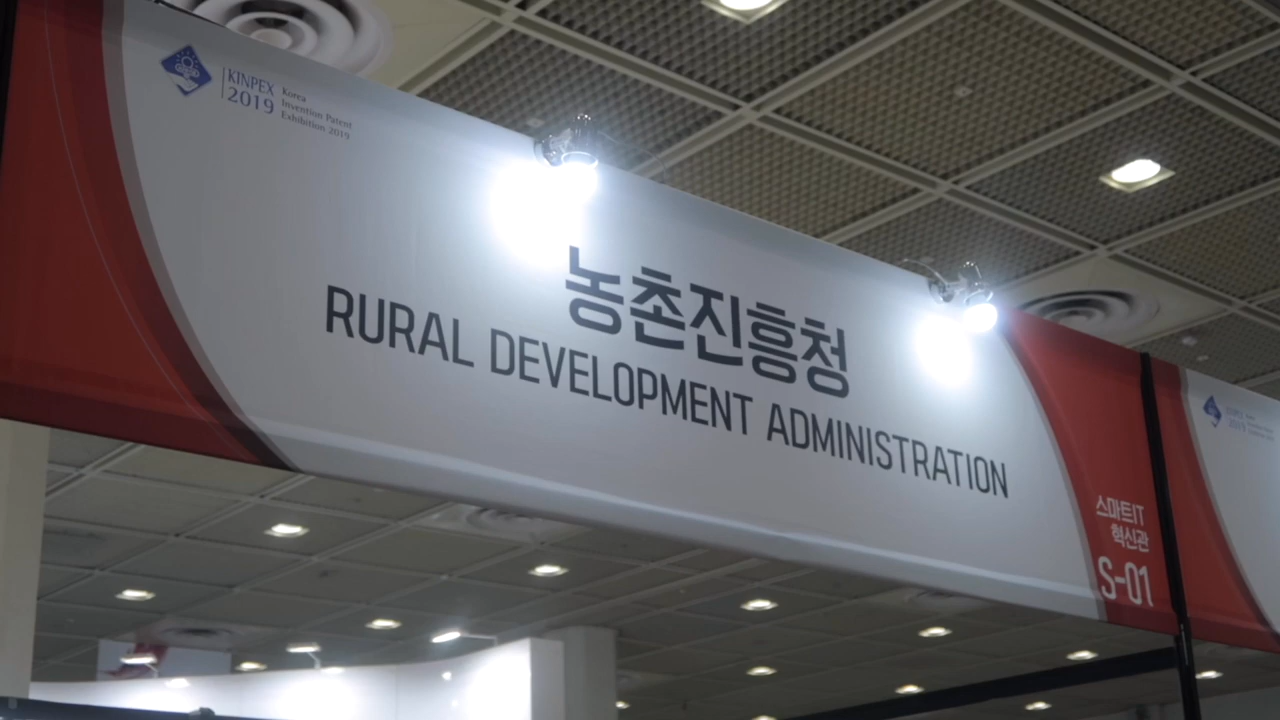 KINPEX
2019
Korea
Invention Patent
Exhibition 2019
농촌진흥청
RURAL DEVELOPMENT ADMINISTRATION
스마트IT
혁신관
S-01